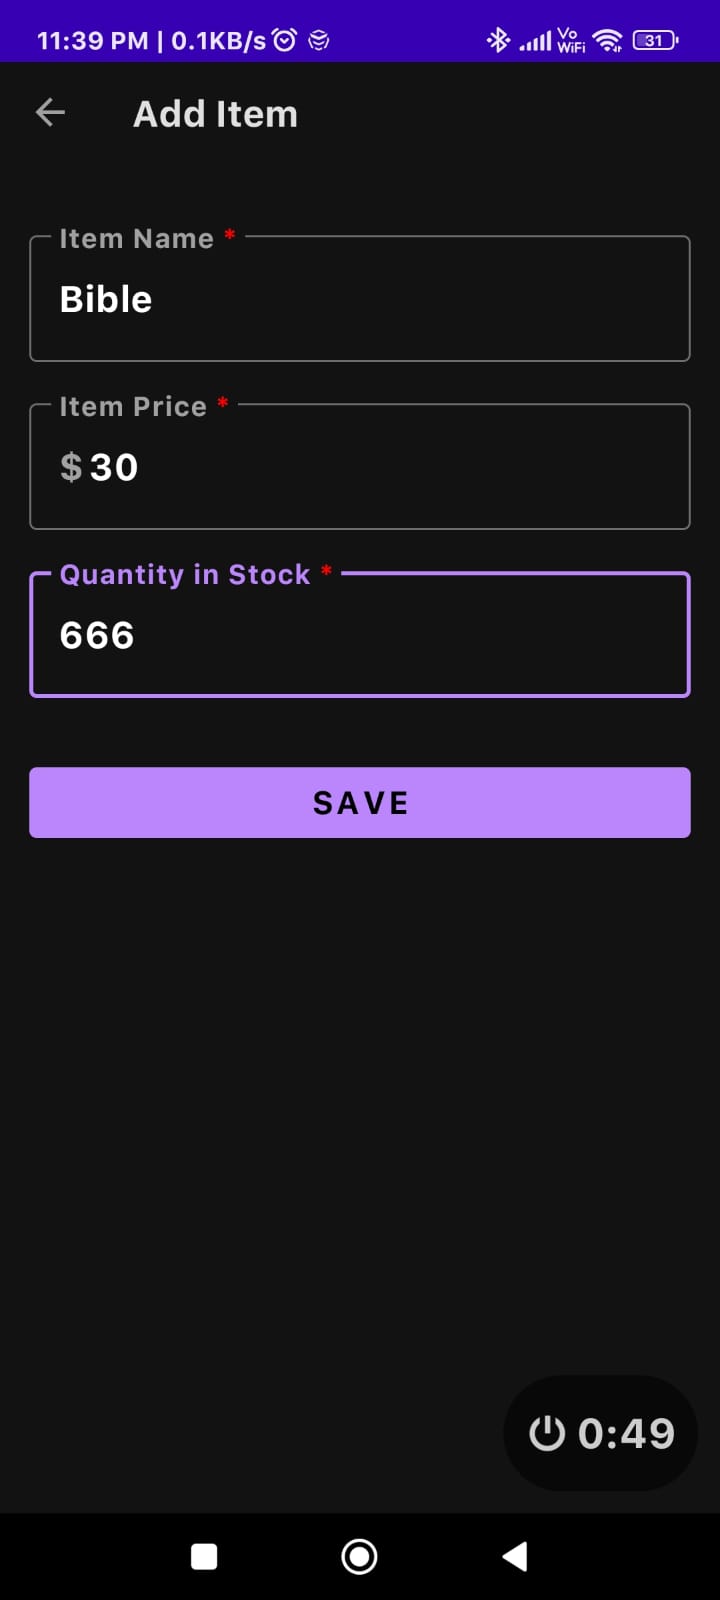 11:39 PM | 0.1KB/s Vo WiFi 31
Add Item
Item Name *
Bible
Item Price *
$ 30
Quantity in Stock *
666
SAVE
0:49